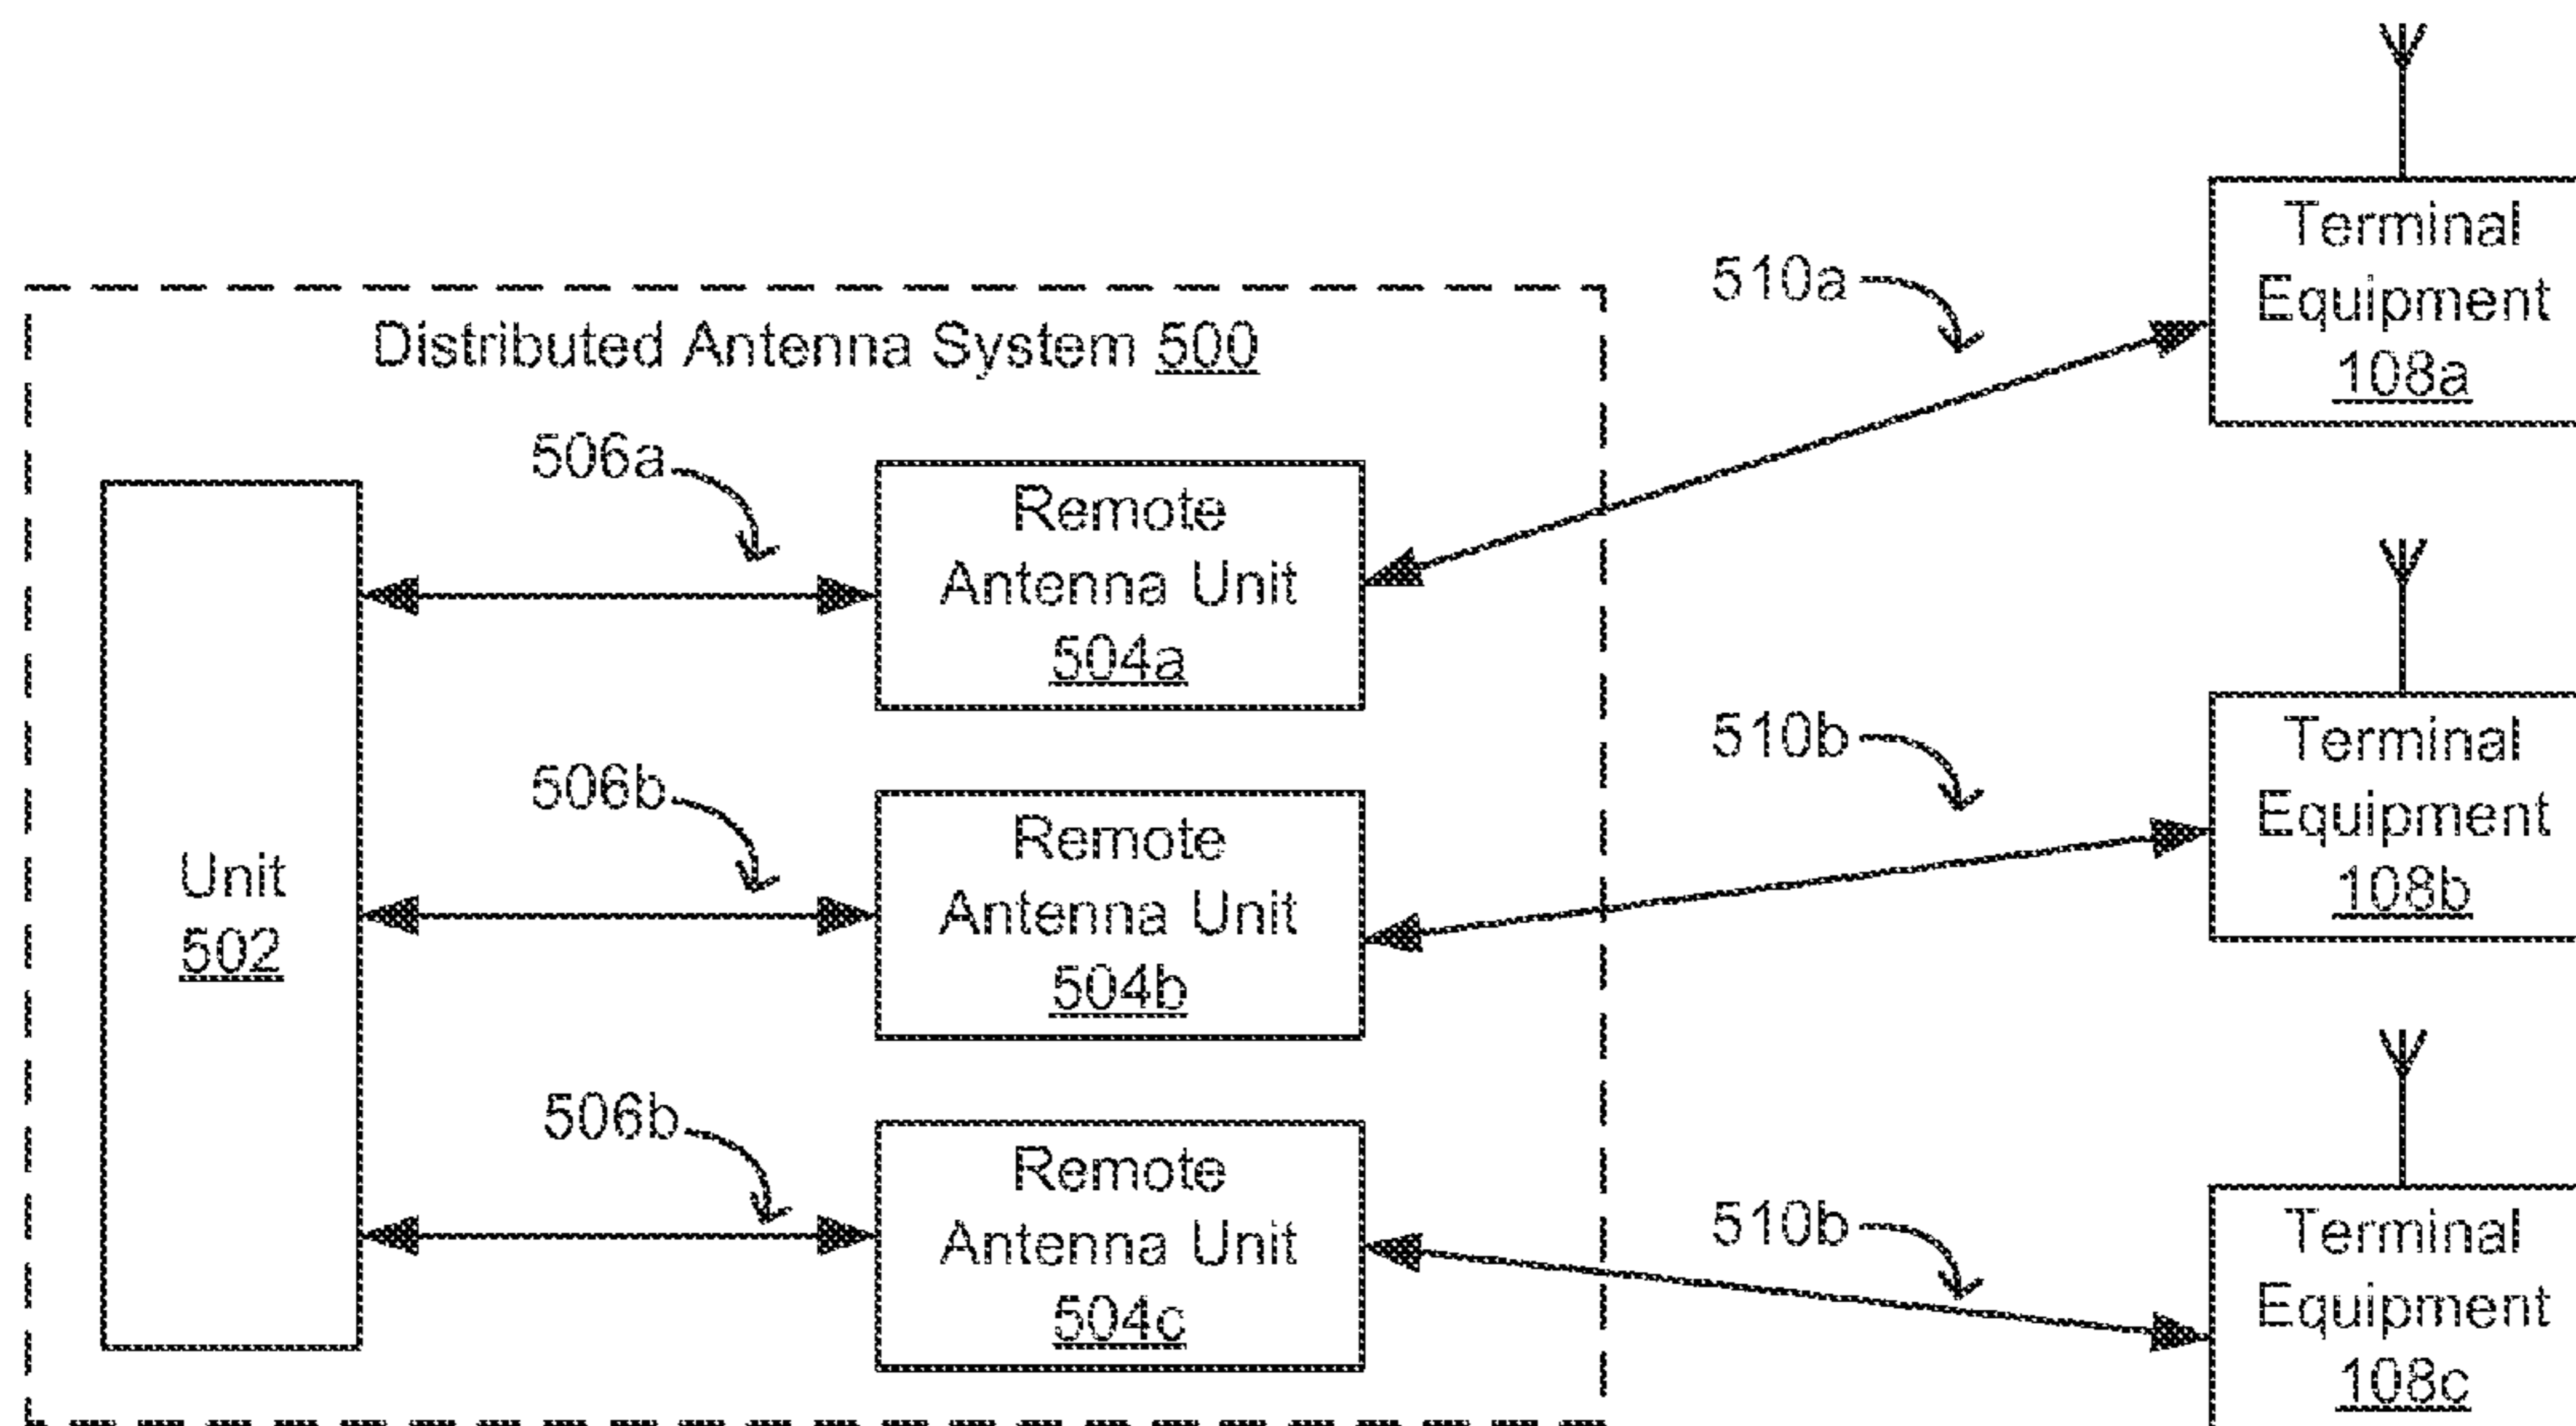 Distributed Antenna System 500
Unit
502
506a
Remote
Antenna Unit
504a
506b
Remote
Antenna Unit
504b
506b
Remote
Antenna Unit
504c
510a
Terminal
Equipment
108a
510b
Terminal
Equipment
108b
510b
Terminal
Equipment
108c